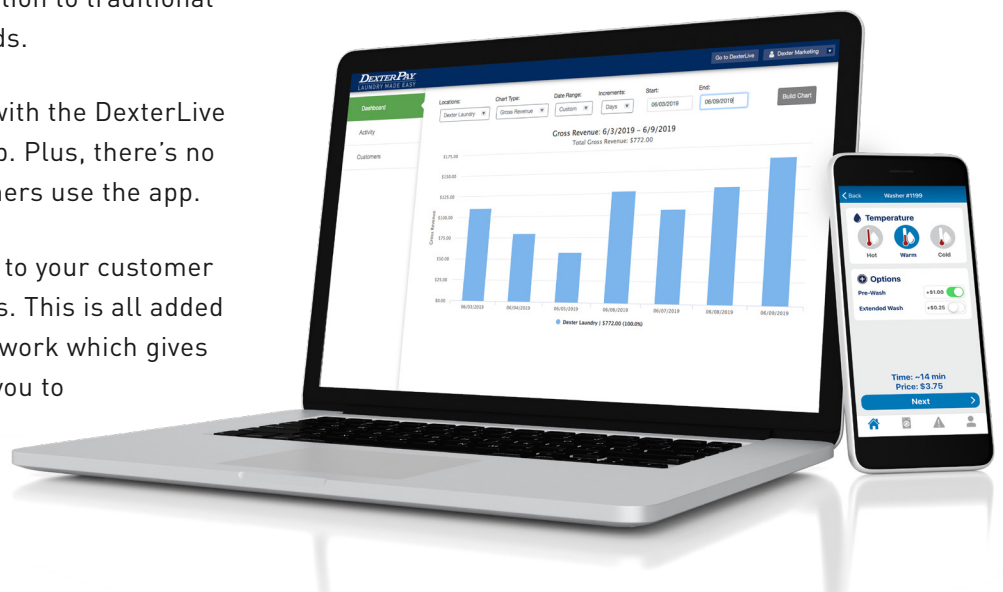 tion to traditional
ds.
with the DexterLive
p. Plus, there's no
ners use the app.
to your customer
s. This is all added
work which gives
you to
DEXTERPAY
LAUNDRY MADE EASY
Go to DexterLive
Dexter Marketing
Dashboard
Activity
Customers
Locations:
Dexter Laundry
Chart Type:
Gross Revenue
Date Range:
Custom
Increments:
Days
Start:
06/03/2019
End:
06/09/2019
Build Chart
Gross Revenue: 6/3/2019 - 6/9/2019
Total Gross Revenue: $772.00
Gross Revenue
$175.00
$150.00
$125.00
$100.00
$75.00
$50.00
$25.00
$0.00
06/03/2019
06/04/2019
06/05/2019
06/06/2019
06/07/2019
06/08/2019
06/09/2019
Dexter Laundry | $772.00 (100.0%)
Back
Washer #1199
Temperature
Hot
Warm
Cold
Options
Pre-Wash
+$1.00
Extended Wash
+$0.25
Time: ~14 min
Price: $3.75
Next